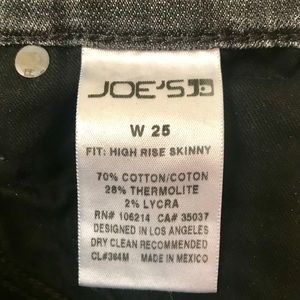 JOE'S
W 25
FIT: HIGH RISE SKINNY
70% COTTON/COTON
28% THERMOLITE
2% LYCRA
RN# 106214 CA# 35037
DESIGNED IN LOS ANGELES
DRY CLEAN RECOMMENDED
CL#364M MADE IN MEXICO